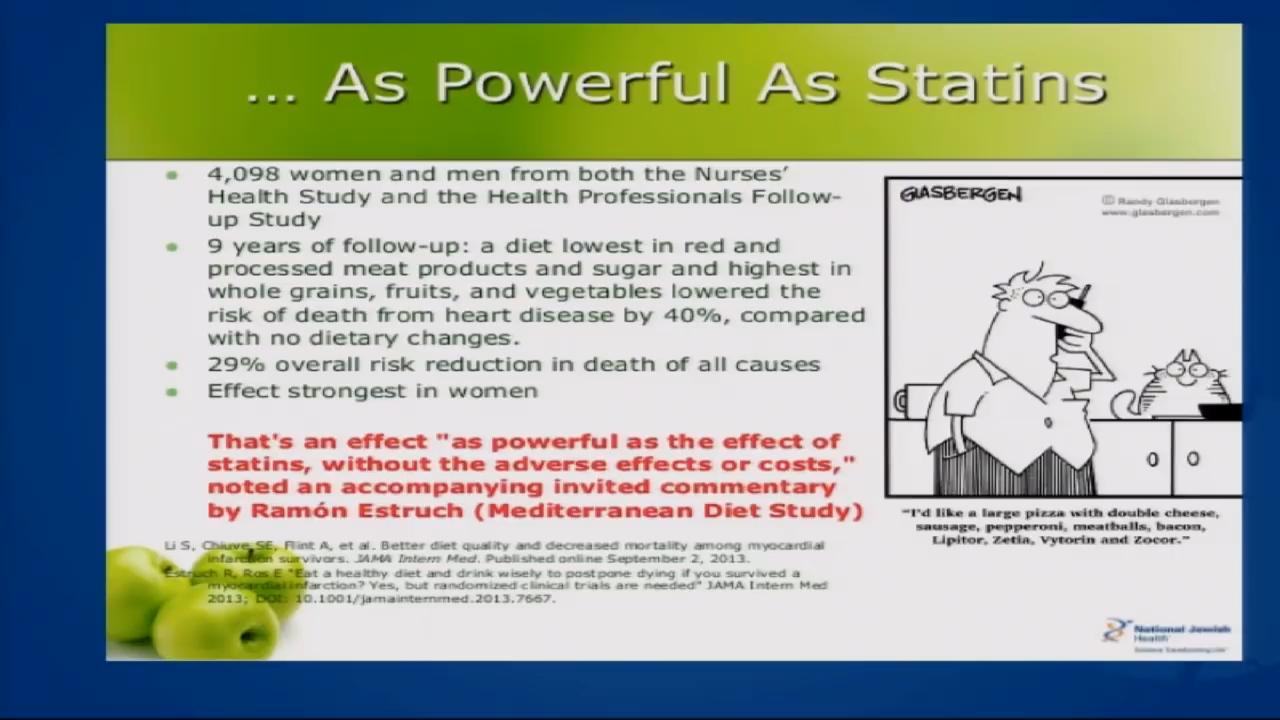 ... As Powerful As Statins
4,098 women and men from both the Nurses'
Health Study and the Health Professionals Follow-
up Study
9 years of follow-up: a diet lowest in red and
processed meat products and sugar and highest in
whole grains, fruits, and vegetables lowered the
risk of death from heart disease by 40%, compared
with no dietary changes.
29% overall risk reduction in death of all causes
Effect strongest in women
That's an effect "as powerful as the effect of
statins, without the adverse effects or costs,"
noted an accompanying invited commentary
by Ramón Estruch (Mediterranean Diet Study)
Li S, Chiuve SE, Flint A, et al. Better diet quality and decreased mortality among myocardial
infarction survivors. JAMA Intern Med. Published online September 2, 2013.
Estruch R, Ros E "Eat a healthy diet and drink wisely to postpone dying if you survived a
myocardial infarction? Yes, but randomized clinical trials are needed" JAMA Intern Med
2013; DOI: 10.1001/jamainternmed.2013.7667.
GLASBERGEN
© Randy Glasbergen
www.glasbergen.com
"I'd like a large pizza with double cheese,
sausage, pepperoni, meatballs, bacon,
Lipitor, Zetia, Vytorin and Zocor."
National Jewish
Health